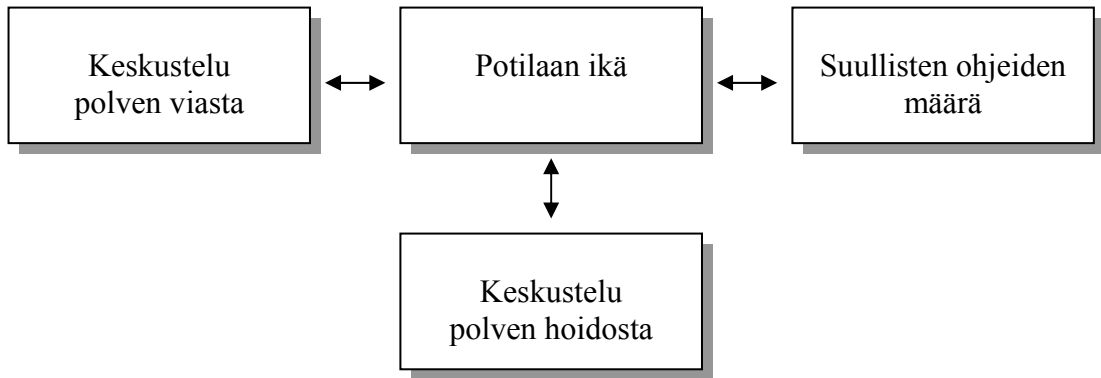 Keskustelu
polven viasta
Potilaan ikä
Suullisten ohjeiden
määrä
Keskustelu
polven hoidosta